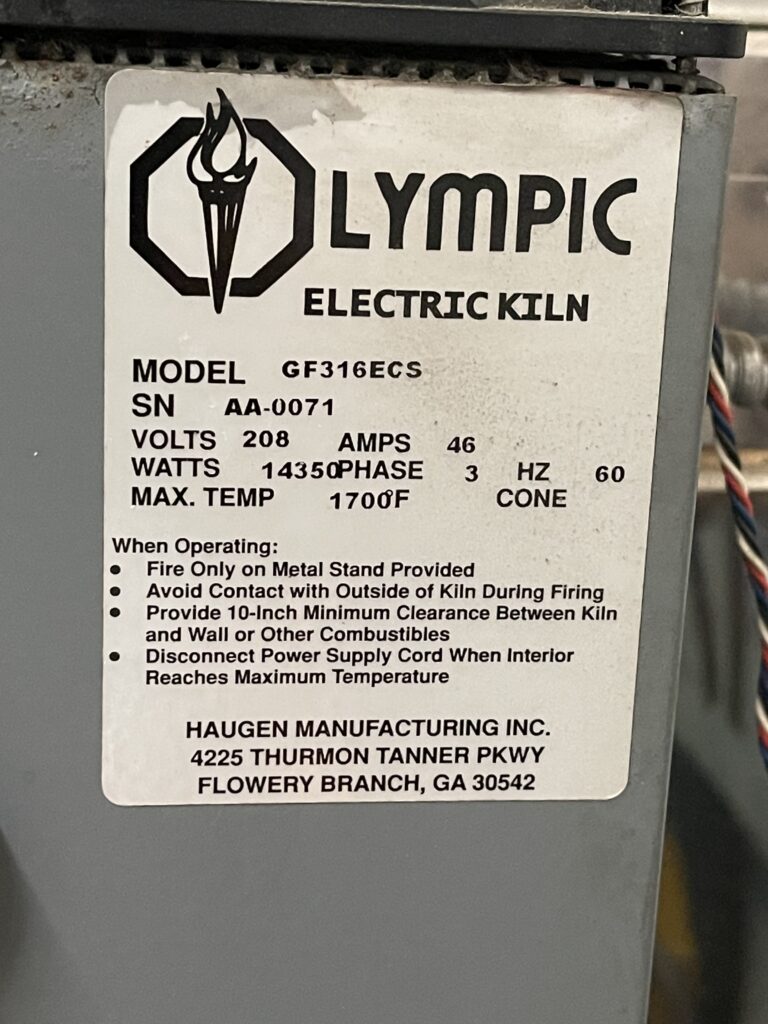 OLYMPIC
ELECTRIC KILN
MODEL GF316ECS
SN AA-0071
VOLTS 208 AMPS 46
WATTS 14350 PHASE 3 HZ 60
MAX. TEMP 1700°F CONE
When Operating:
• Fire Only on Metal Stand Provided
• Avoid Contact with Outside of Kiln During Firing
• Provide 10-Inch Minimum Clearance Between Kiln
and Wall or Other Combustibles
• Disconnect Power Supply Cord When Interior
Reaches Maximum Temperature
HAUGEN MANUFACTURING INC.
4225 THURMON TANNER PKWY
FLOWERY BRANCH, GA 30542